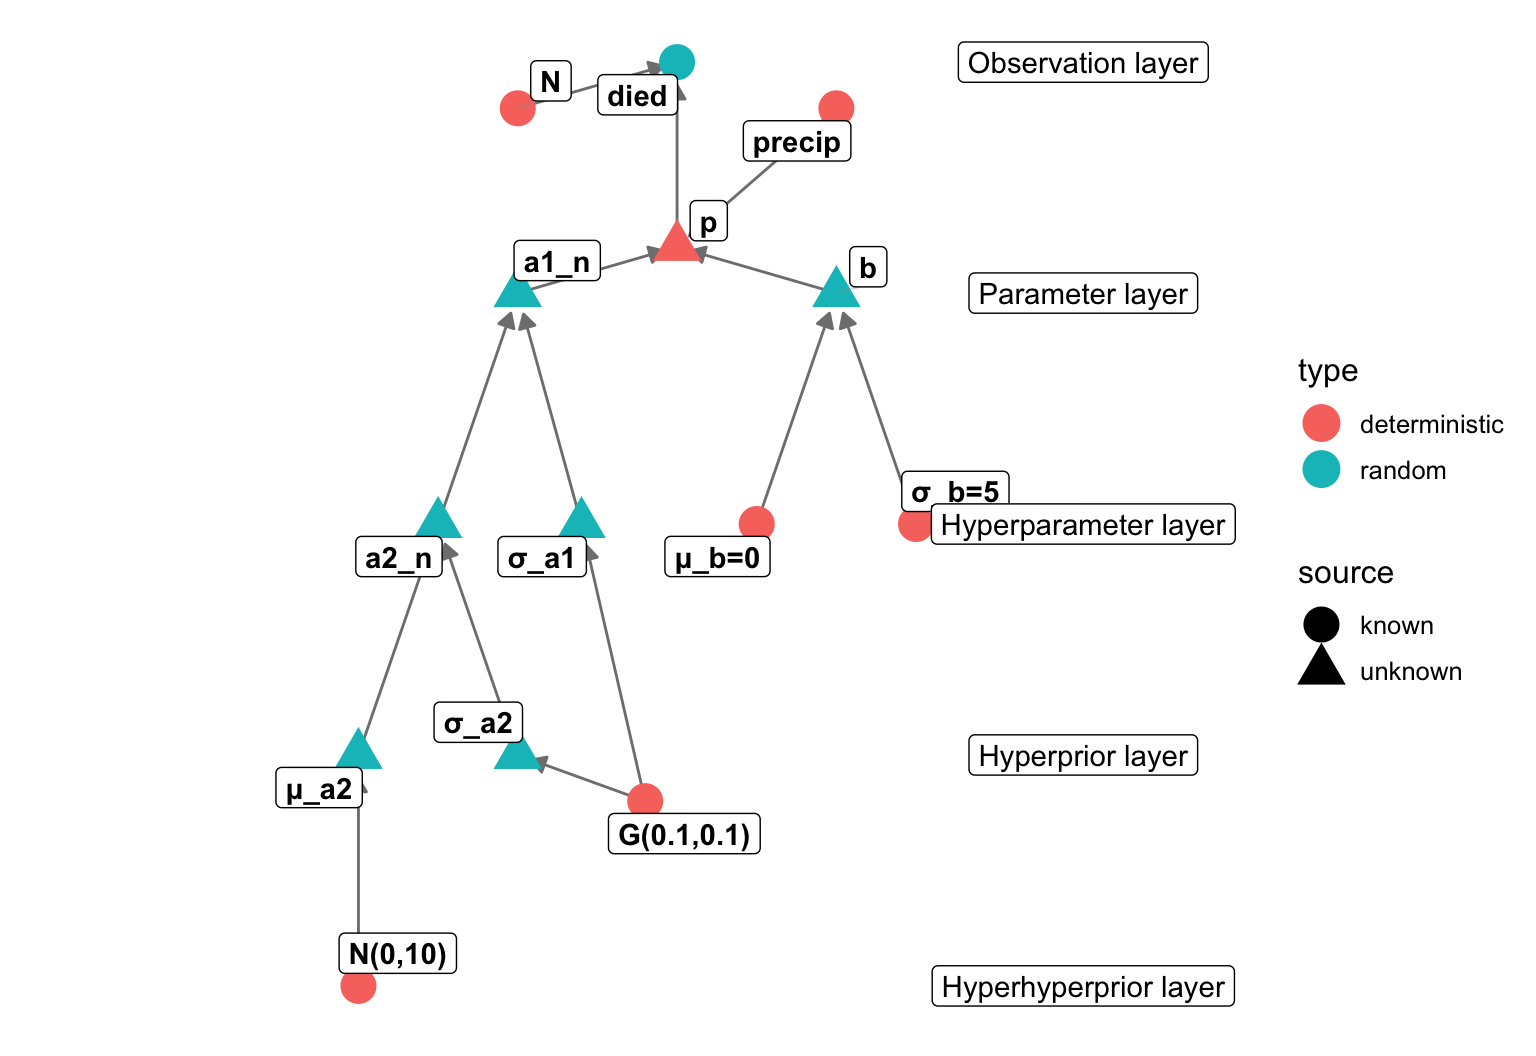 Observation layer
N
died
precip
p
a1_n
b
Parameter layer
type
deterministic
random
σ_b=5
Hyperparameter layer
a2_n
σ_a1
μ_b=0
source
known
unknown
σ_a2
Hyperprior layer
μ_a2
G(0.1,0.1)
N(0,10)
Hyperhyperprior layer